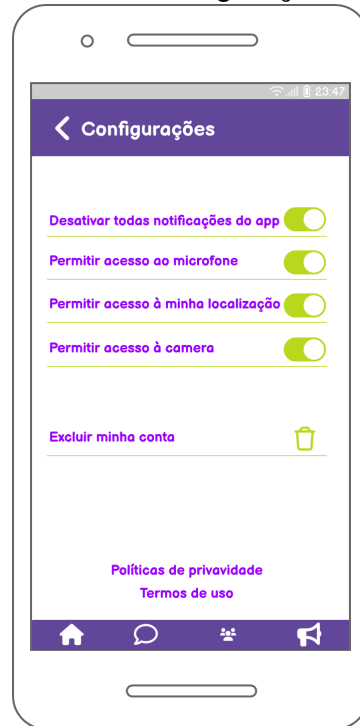 23:47
Configurações
Desativar todas notificações do app
Permitir acesso ao microfone
Permitir acesso à minha localização
Permitir acesso à camera
Excluir minha conta
Políticas de privavidade
Termos de uso